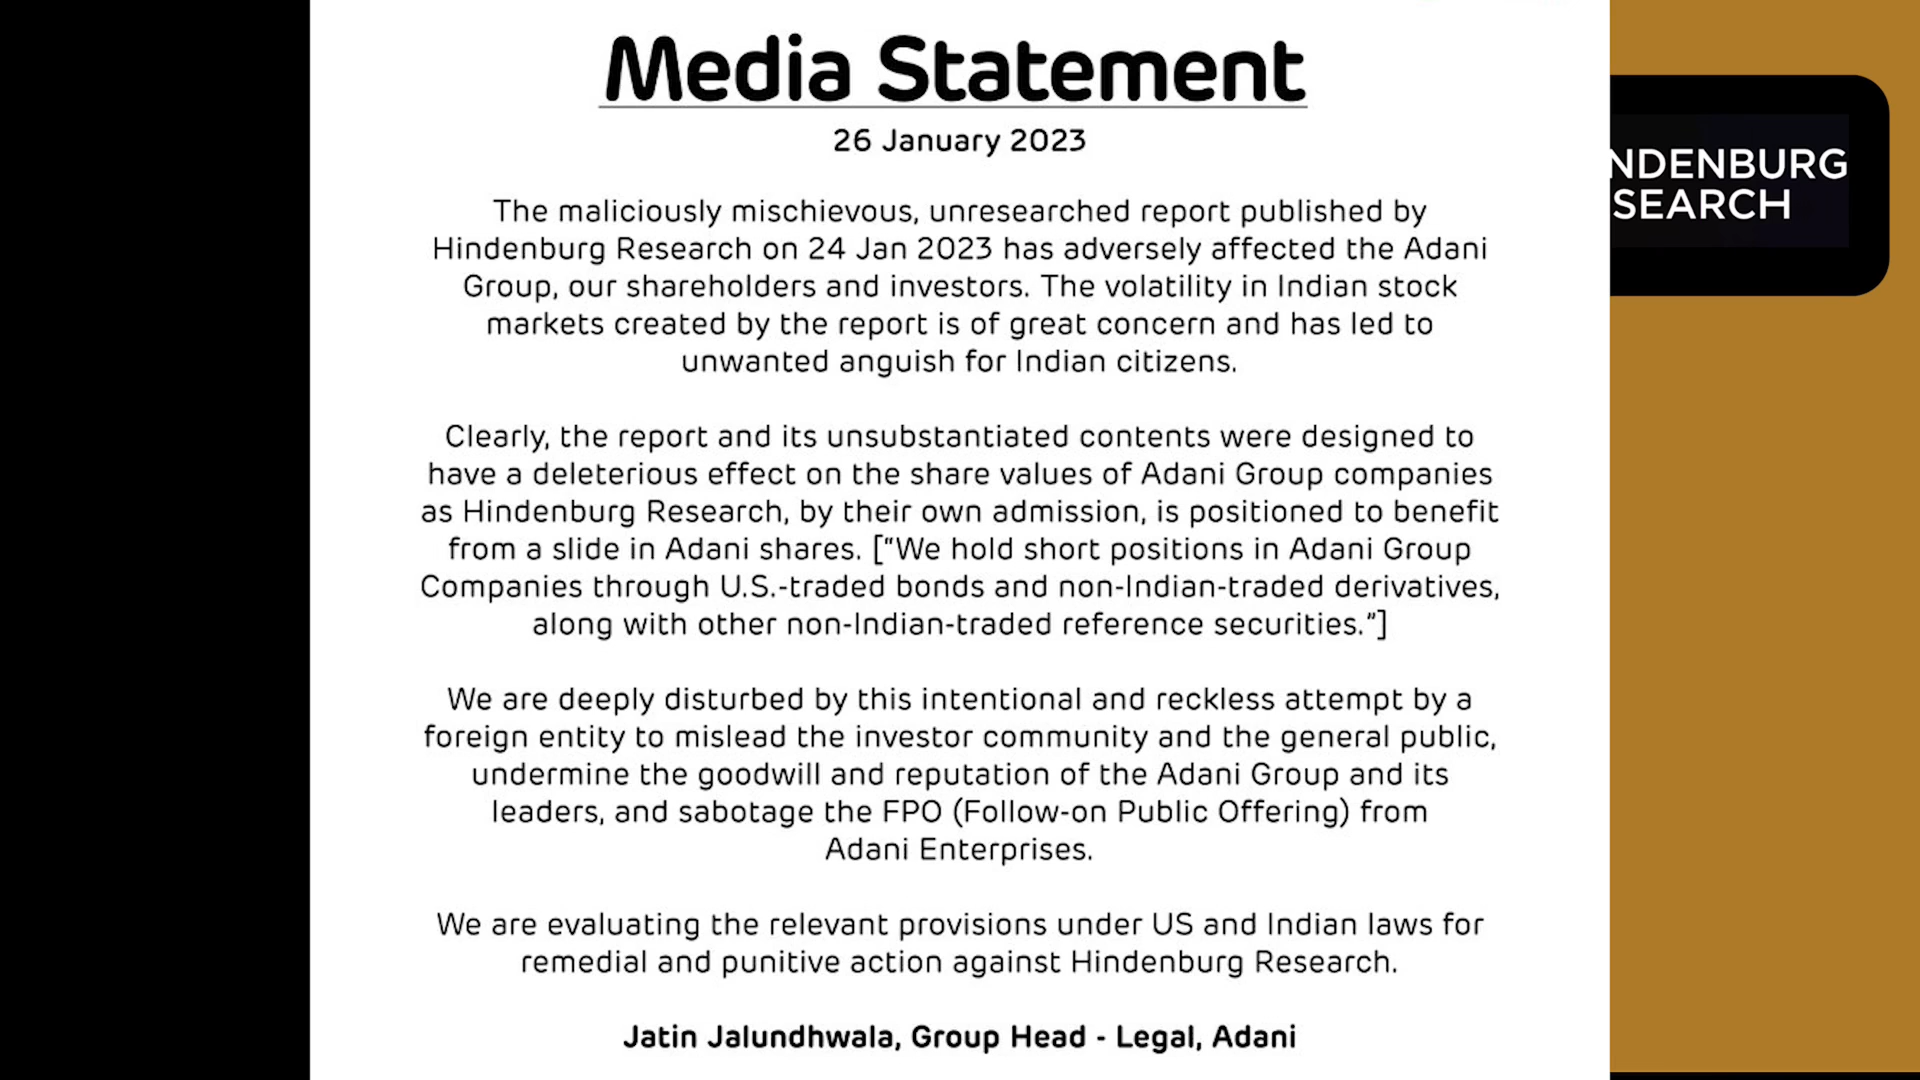 Media Statement
26 January 2023
The maliciously mischievous, unresearched report published by
Hindenburg Research on 24 Jan 2023 has adversely affected the Adani
Group, our shareholders and investors. The volatility in Indian stock
markets created by the report is of great concern and has led to
unwanted anguish for Indian citizens.
Clearly, the report and its unsubstantiated contents were designed to
have a deleterious effect on the share values of Adani Group companies
as Hindenburg Research, by their own admission, is positioned to benefit
from a slide in Adani shares. ["We hold short positions in Adani Group
Companies through U.S.-traded bonds and non-Indian-traded derivatives,
along with other non-Indian-traded reference securities."]
We are deeply disturbed by this intentional and reckless attempt by a
foreign entity to mislead the investor community and the general public,
undermine the goodwill and reputation of the Adani Group and its
leaders, and sabotage the FPO (Follow-on Public Offering) from
Adani Enterprises.
We are evaluating the relevant provisions under US and Indian laws for
remedial and punitive action against Hindenburg Research.
Jatin Jalundhwala, Group Head - Legal, Adani
NDENBURG
SEARCH